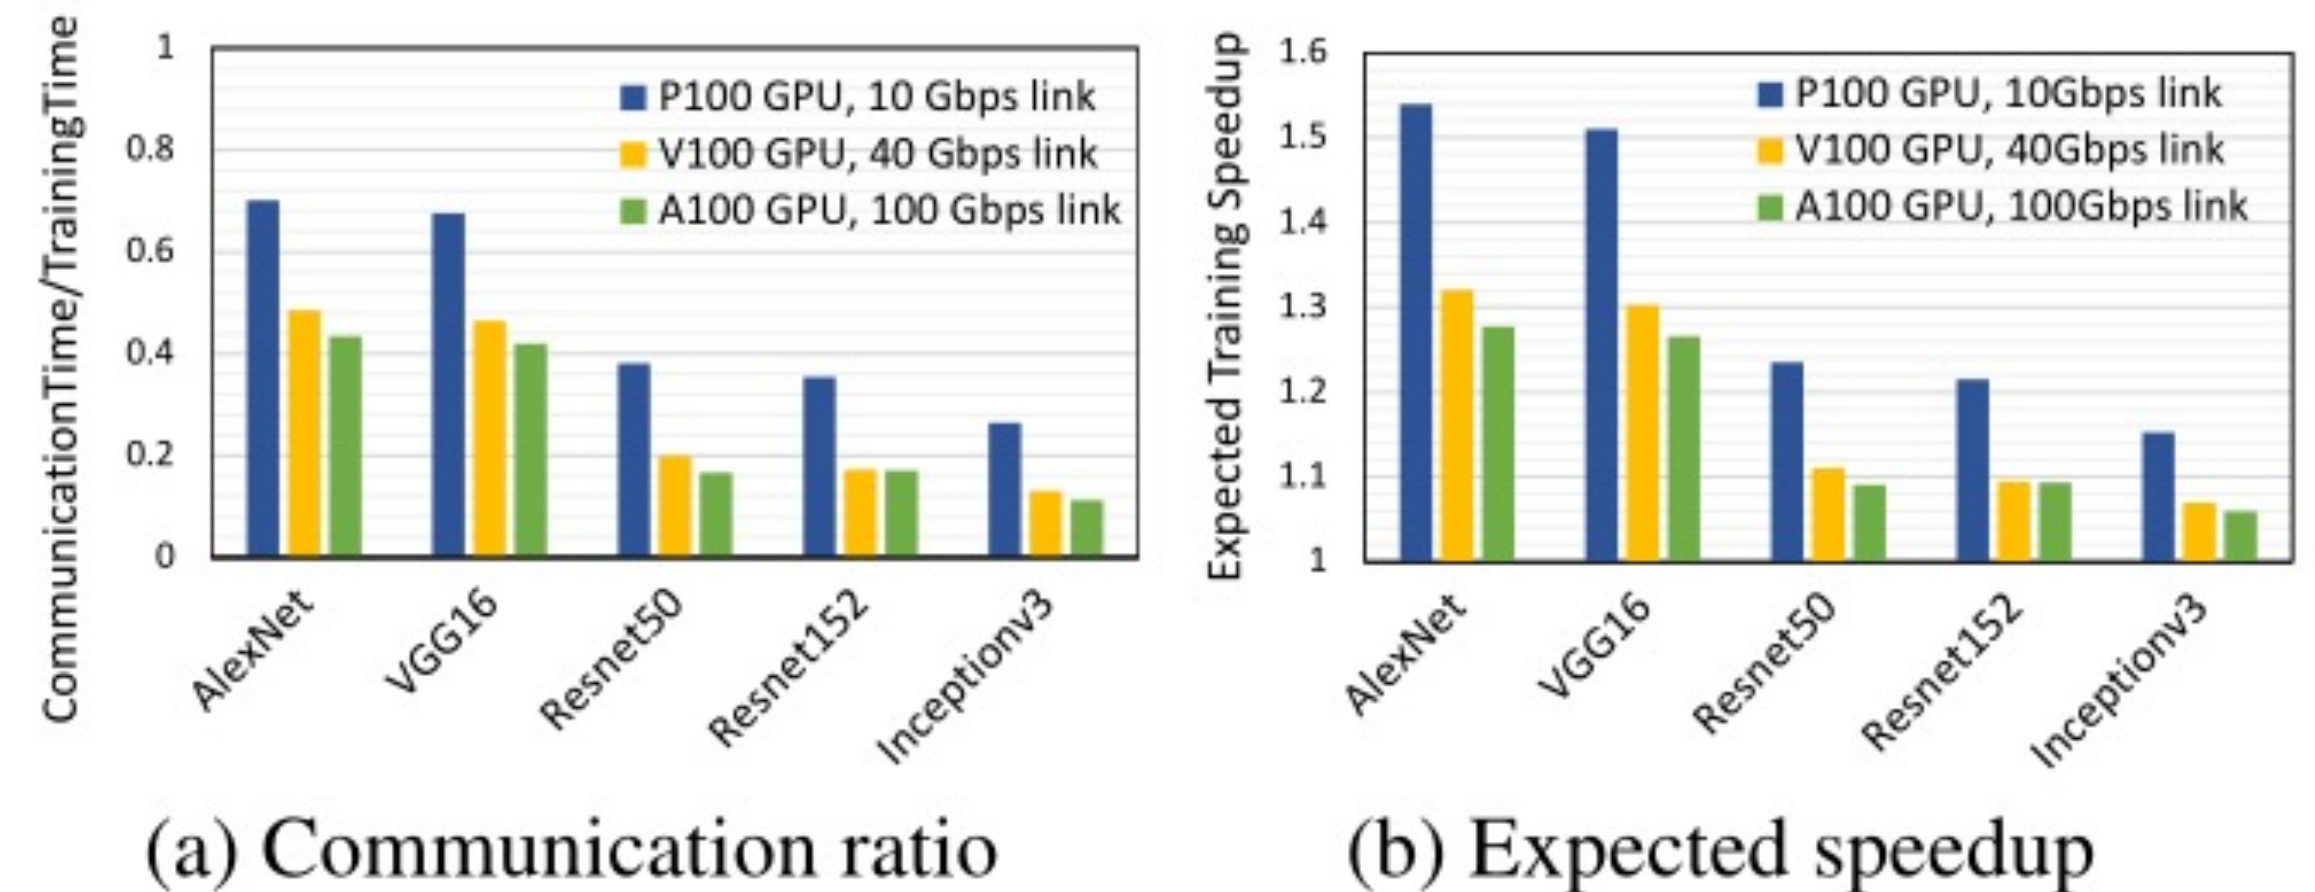 CommunicationTime/TrainingTime
1
0.8
0.6
0.4
0.2
0
P100 GPU, 10 Gbps link
V100 GPU, 40 Gbps link
A100 GPU, 100 Gbps link
AlexNet
VGG16
Resnet50
Resnet152
Inceptionv3
(a) Communication ratio
Expected Training Speedup
1.6
1.5
1.4
1.3
1.2
1.1
1
P100 GPU, 10Gbps link
V100 GPU, 40Gbps link
A100 GPU, 100Gbps link
AlexNet
VGG16
Resnet50
Resnet152
Inceptionv3
(b) Expected speedup